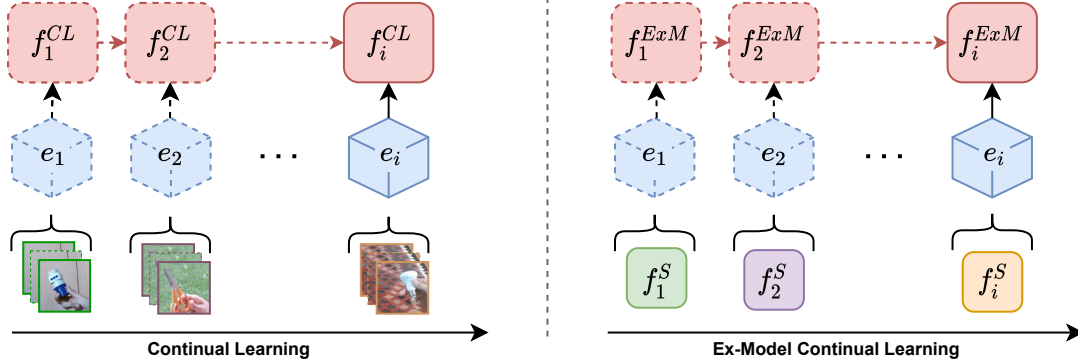 f_1^{CL} f_2^{CL} f_i^{CL}
e_1 e_2 ... e_i
Continual Learning
f_1^{ExM} f_2^{ExM} f_i^{ExM}
e_1 e_2 ... e_i
f_1^S f_2^S f_i^S
Ex-Model Continual Learning